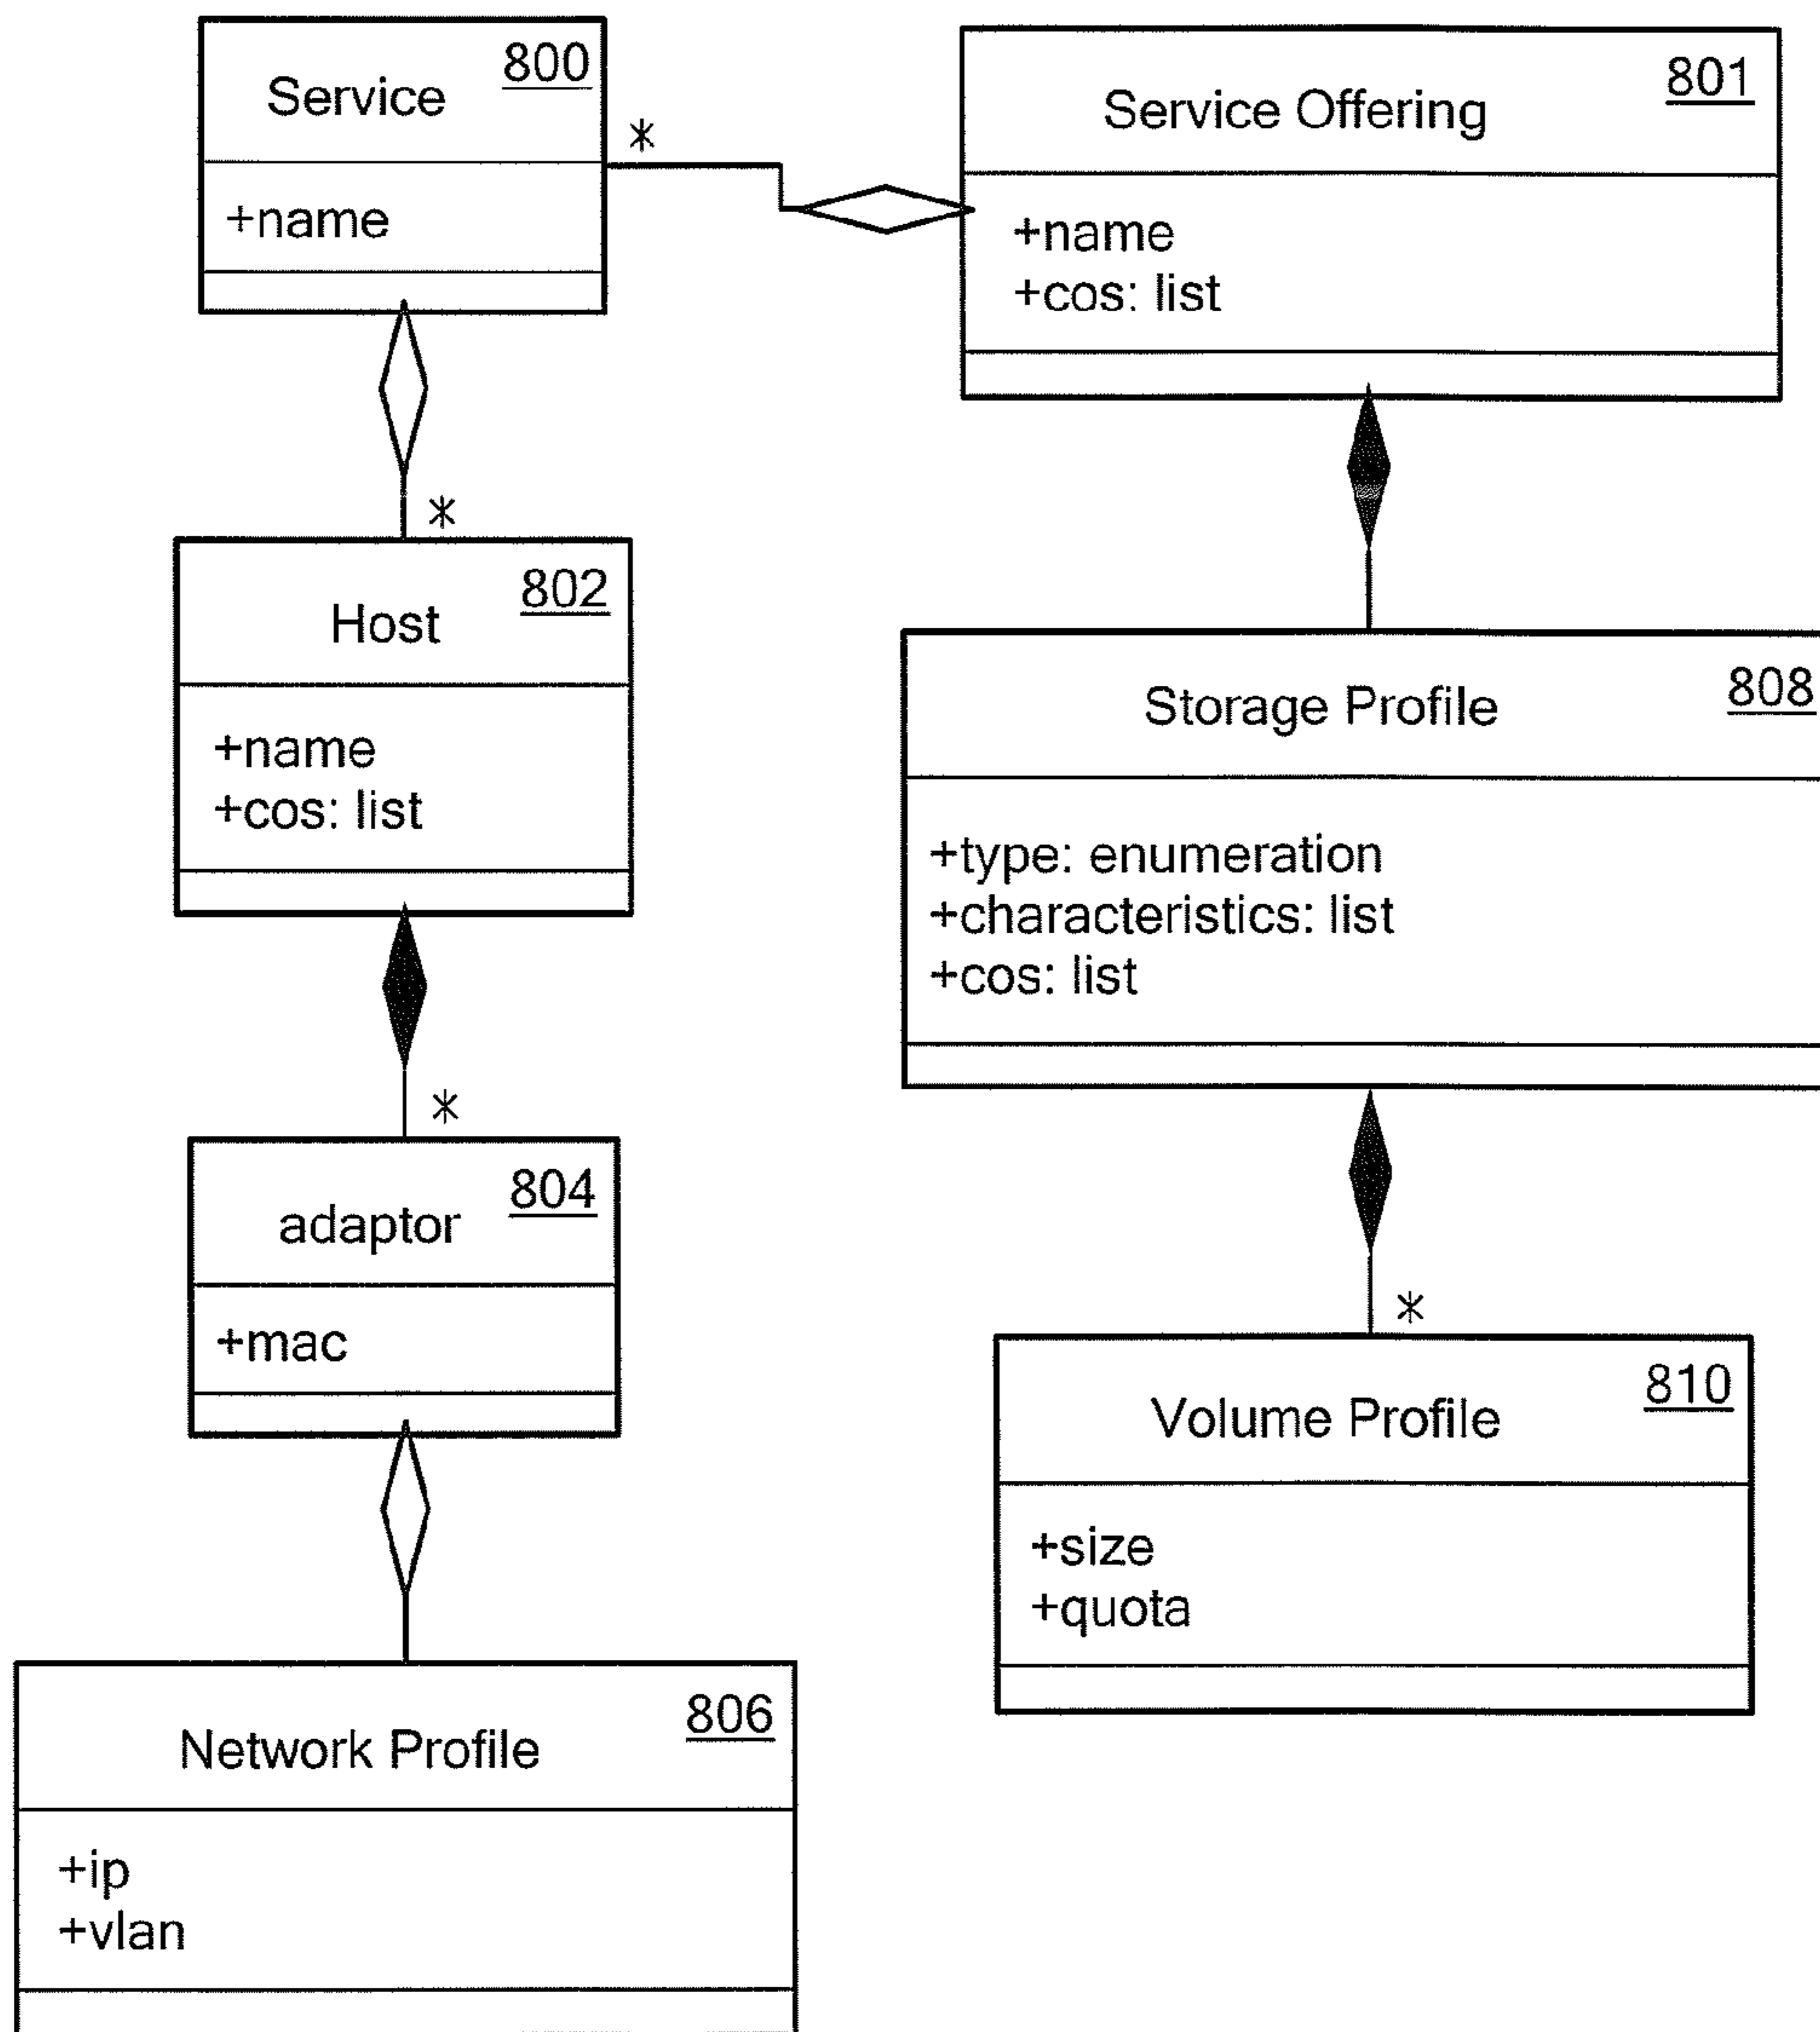 800
Service
+name
*
801
Service Offering
+name
+cos: list
*
802
Host
+name
+cos: list
808
Storage Profile
+type: enumeration
+characteristics: list
+cos: list
*
804
adaptor
+mac
*
810
Volume Profile
+size
+quota
806
Network Profile
+ip
+vlan